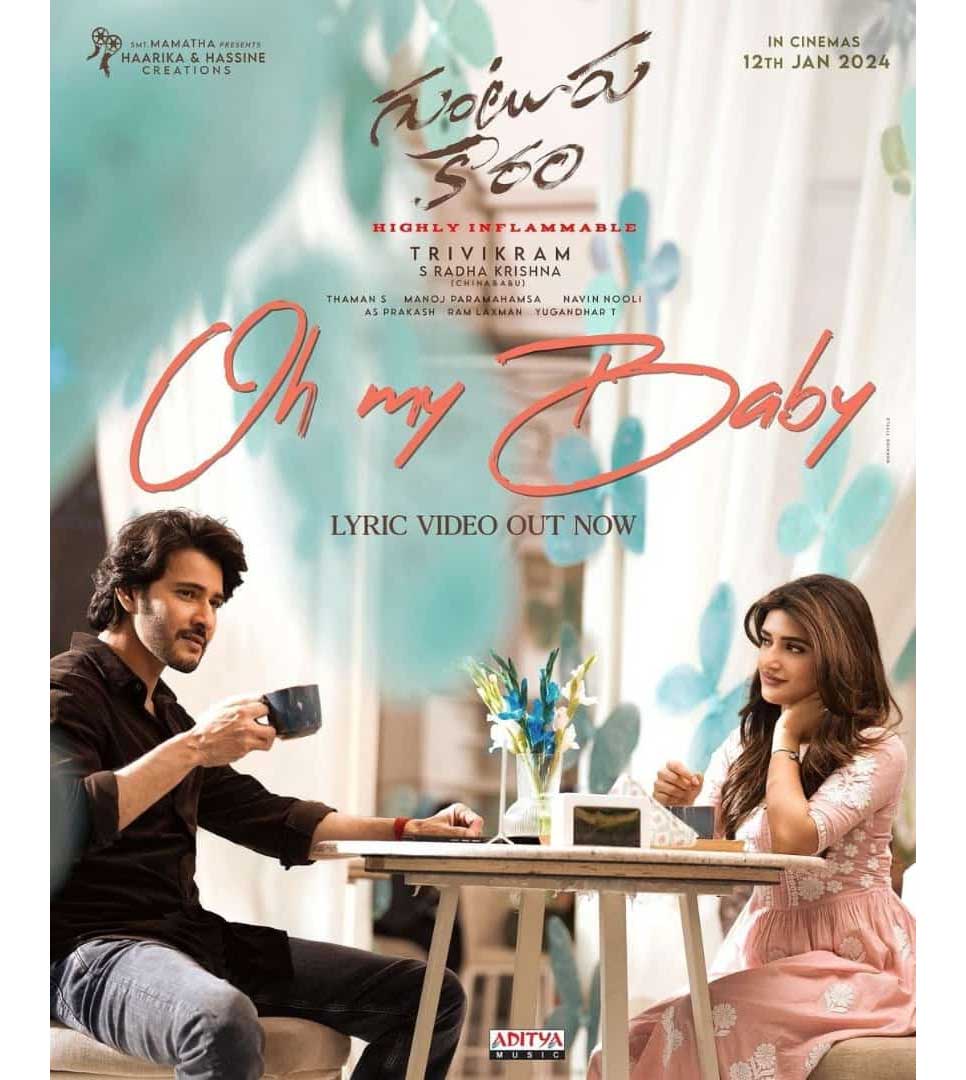 SMT. MAMATHA PRESENTS
HAARIKA & HASSINE
CREATIONS
IN CINEMAS
12TH JAN 2024
గుంటూరు
కారం
HIGHLY INFLAMMABLE
TRIVIKRAM
S RADHA KRISHNA
(CHINABABU)
THAMAN S MANOJ PARAMAHAMSA NAVIN NOOLI
AS PRAKASH RAM LAXMAN YUGANDHAR T
Oh my Baby
LYRIC VIDEO OUT NOW
ADITYA
MUSIC